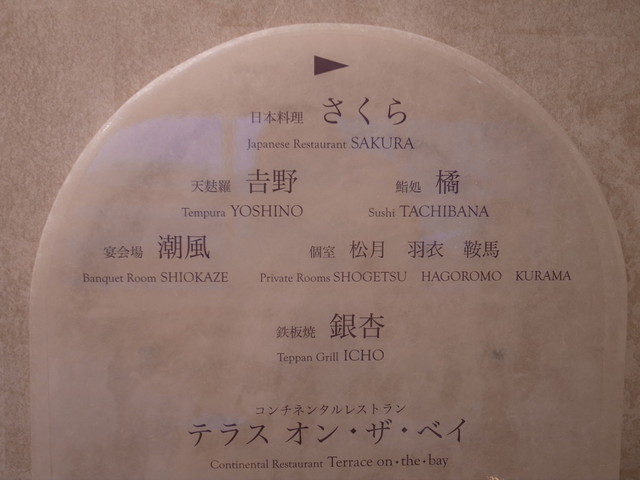 日本料理 さくら
Japanese Restaurant SAKURA
天麸羅 𠮷野 鮨処 橘
Tempura YOSHINO Sushi TACHIBANA
宴会場 潮風 個室 松月 羽衣 鞍馬
Banquet Room SHIOKAZE Private Rooms SHOGETSU HAGOROMO KURAMA
鉄板焼 銀杏
Teppan Grill ICHO
コンチネンタルレストラン
テラス オン・ザ・ベイ
Continental Restaurant Terrace on・the・bay